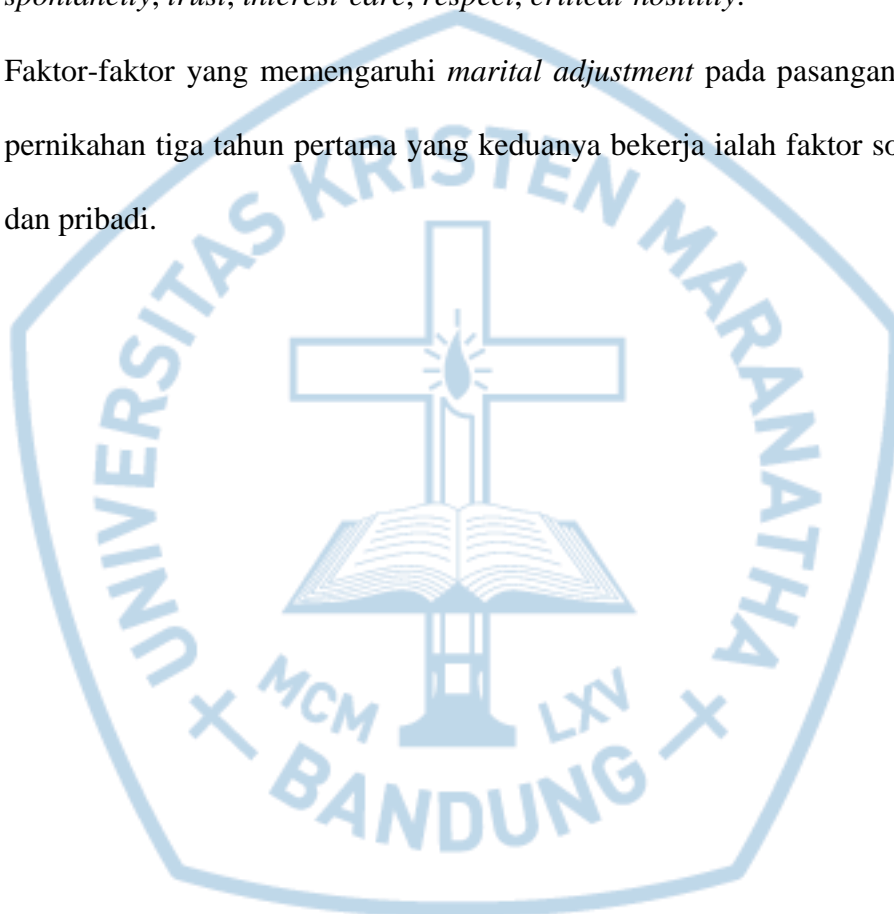 spontaneity, trust, interest-care, respect, critical-hostility.
Faktor-faktor yang memengaruhi marital adjustment pada pasangan
pernikahan tiga tahun pertama yang keduanya bekerja ialah faktor so
dan pribadi.
UNIVERSITAS KRISTEN MARANATHA
MCM LXV
+ BANDUNG +